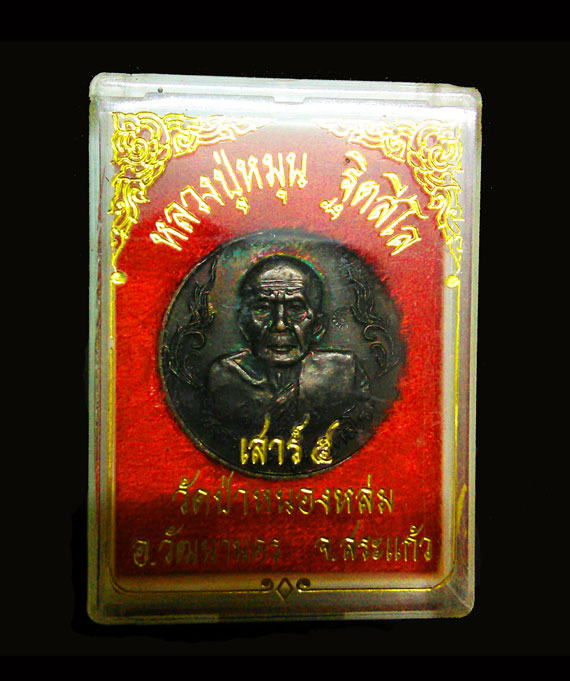 หลวงปู่หมุน ฐิตสีโล
เสาร์ ๕
วัดป่าหนองหล่ม
อ.วัฒนานคร จ.สระแก้ว